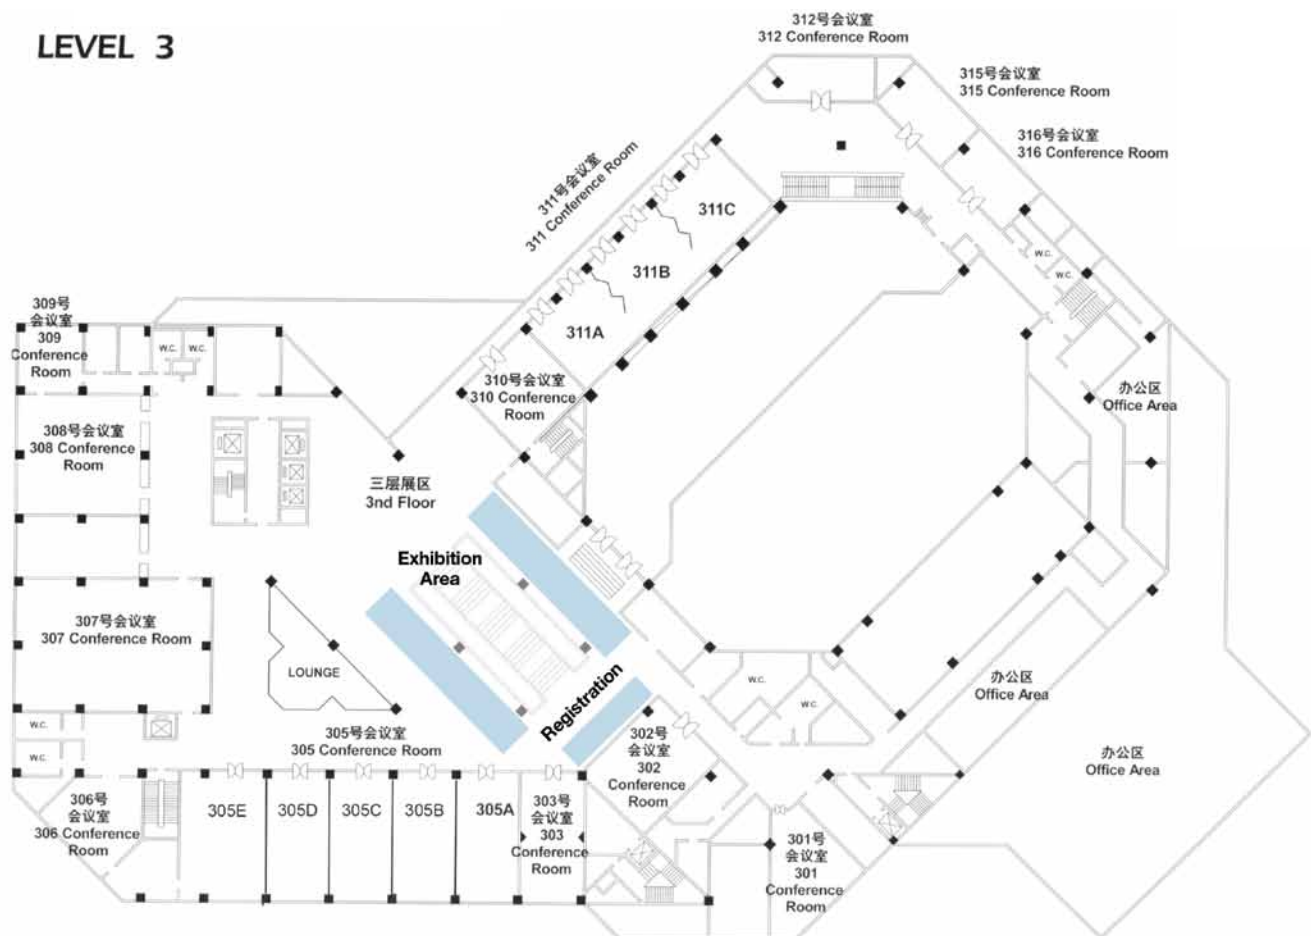 LEVEL 3
312号会议室
312 Conference Room
315号会议室
315 Conference Room
316号会议室
316 Conference Room
311号会议室
311 Conference Room
311C
311B
311A
W.C.
W.C.
309号
会议室
309
Conference
Room
W.C.
W.C.
310号会议室
310 Conference
Room
办公区
Office Area
308号会议室
308 Conference
Room
三层展区
3nd Floor
Exhibition
Area
307号会议室
307 Conference Room
LOUNGE
Registration
W.C.
W.C.
办公区
Office Area
W.C.
W.C.
305号会议室
305 Conference Room
302号
会议室
302
Conference
Room
办公区
Office Area
306号
会议室
306 Conference
Room
305E
305D
305C
305B
305A
303号
会议室
303
Conference
Room
301号
会议室
301
Conference
Room